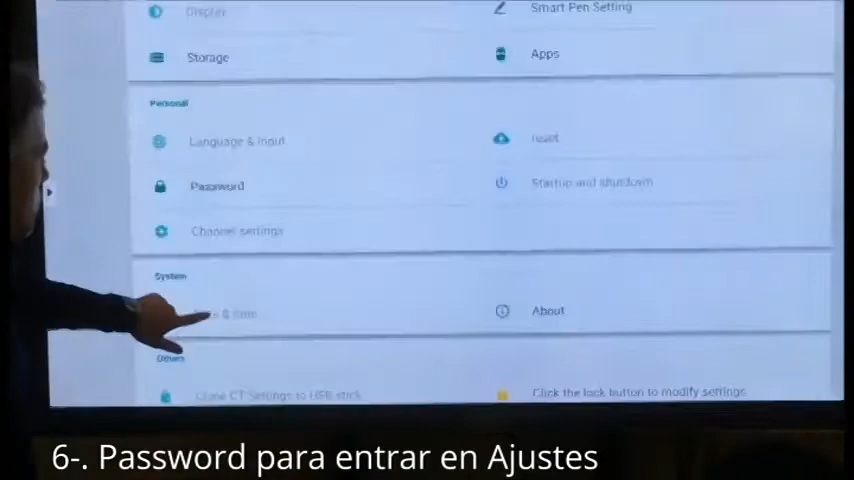 Display
Smart Pen Setting
Storage
Apps
Personal
Language & input
reset
Password
Startup and shutdown
Channel settings
System
& time
About
Others
Clone CT Settings to USB stick
Click the lock button to modify settings
6-. Password para entrar en Ajustes